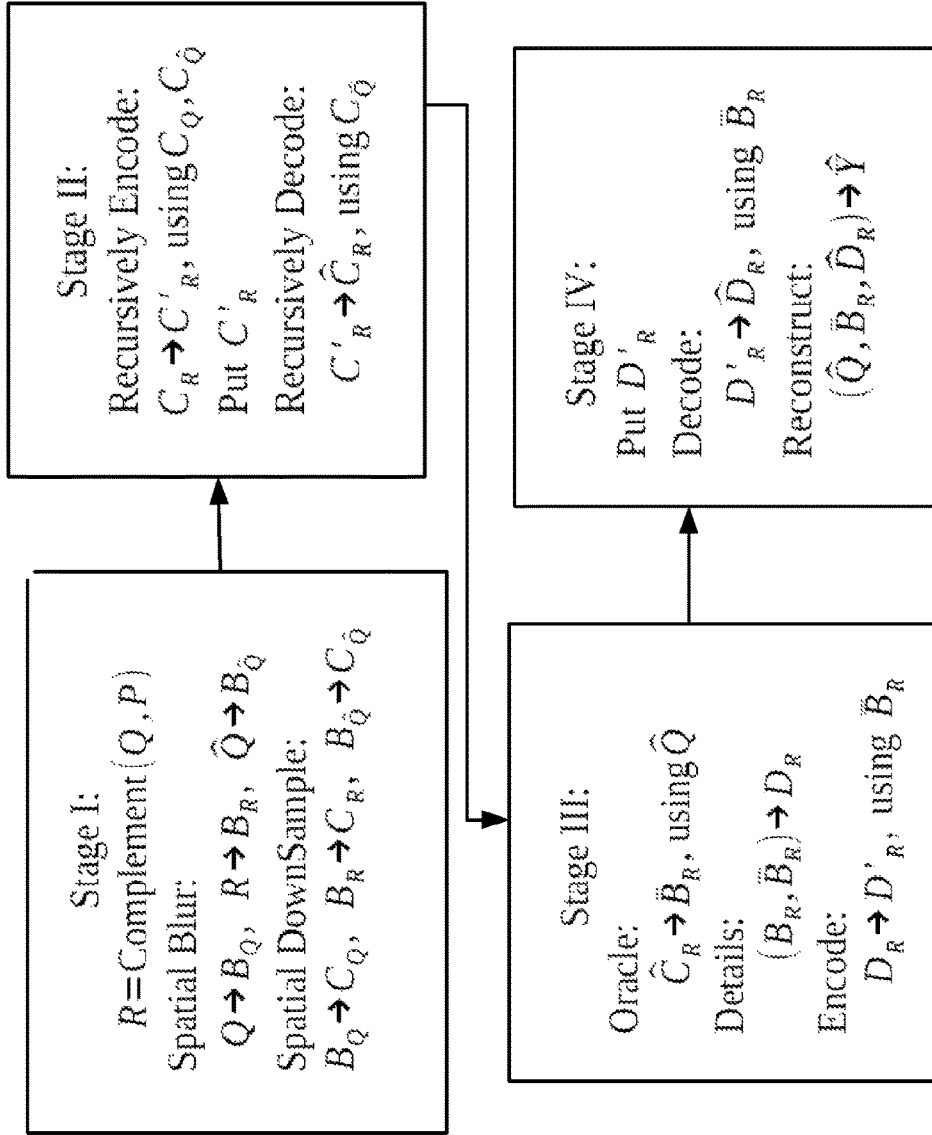 Stage I:
R=Complement(Q,P)
Spatial Blur:
Q→B_Q, R→B_R, Q̂→B_Q̂
Spatial DownSample:
B_Q→C_Q, B_R→C_R, B_Q̂→C_Q̂
Stage II:
Recursively Encode:
C_R→C'_R, using C_Q, C_Q̂
Put C'_R
Recursively Decode:
C'_R→Ĉ_R, using C_Q̂
Stage III:
Oracle:
Ĉ_R→B̿_R, using Q̂
Details:
(B_R, B̿_R)→D_R
Encode:
D_R→D'_R, using B̿_R
Stage IV:
Put D'_R
Decode:
D'_R→D̂_R, using B̿_R
Reconstruct:
(Q̂, B̿_R, D̂_R)→Ŷ